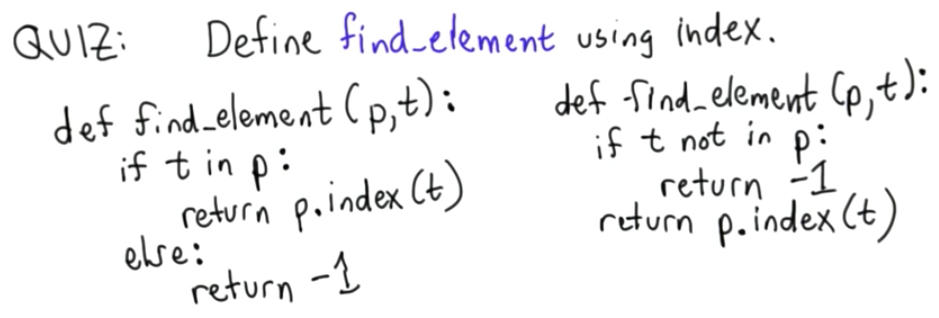 QUIZ: Define find_element using index.
def find_element (p,t):
if t in p:
return p.index(t)
else:
return -1
def find_element (p,t):
if t not in p:
return -1
return p.index(t)